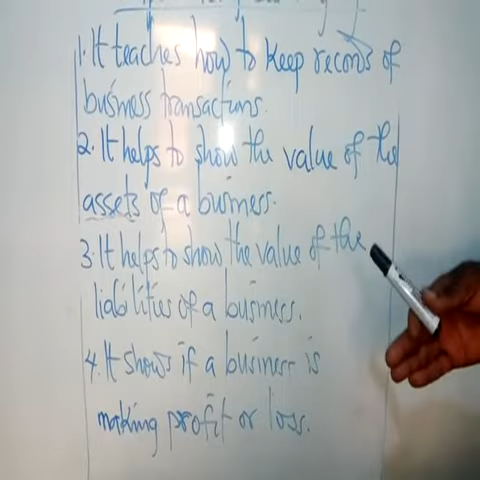 1. It teaches how to keep records of
business transactions.
2. It helps to show the value of the
assets of a business.
3. It helps to show the value of the
liabilities of a business.
4. It shows if a business is
making profit or loss.